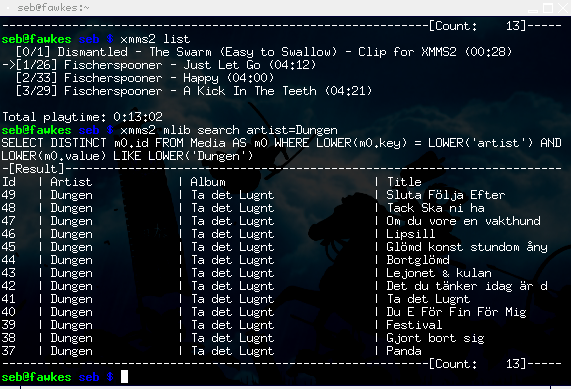 seb@fawkes:~
-[Count: 13]-
seb@fawkes seb $ xmms2 list
[0/1] Dismantled - The Swarm (Easy to Swallow) - Clip for XMMS2 (00:28)
->[1/26] Fischerspooner - Just Let Go (04:12)
[2/33] Fischerspooner - Happy (04:00)
[3/29] Fischerspooner - A Kick In The Teeth (04:21)
Total playtime: 0:13:02
seb@fawkes seb $ xmms2 mlib search artist=Dungen
SELECT DISTINCT m0.id FROM Media AS m0 WHERE LOWER(m0.key) = LOWER('artist') AND
LOWER(m0.value) LIKE LOWER('Dungen')
-[Result]-
Id | Artist | Album | Title
49 | Dungen | Ta det Lugnt | Sluta Följa Efter
48 | Dungen | Ta det Lugnt | Tack Ska ni ha
47 | Dungen | Ta det Lugnt | Om du vore en vakthund
46 | Dungen | Ta det Lugnt | Lipsill
45 | Dungen | Ta det Lugnt | Glömd konst stundom åny
44 | Dungen | Ta det Lugnt | Bortglömd
43 | Dungen | Ta det Lugnt | Lejonet & kulan
42 | Dungen | Ta det Lugnt | Det du tänker idag är d
41 | Dungen | Ta det Lugnt | Ta det Lugnt
40 | Dungen | Ta det Lugnt | Du E För Fin För Mig
39 | Dungen | Ta det Lugnt | Festival
38 | Dungen | Ta det Lugnt | Gjort bort sig
37 | Dungen | Ta det Lugnt | Panda
-[Count: 13]-
seb@fawkes seb $